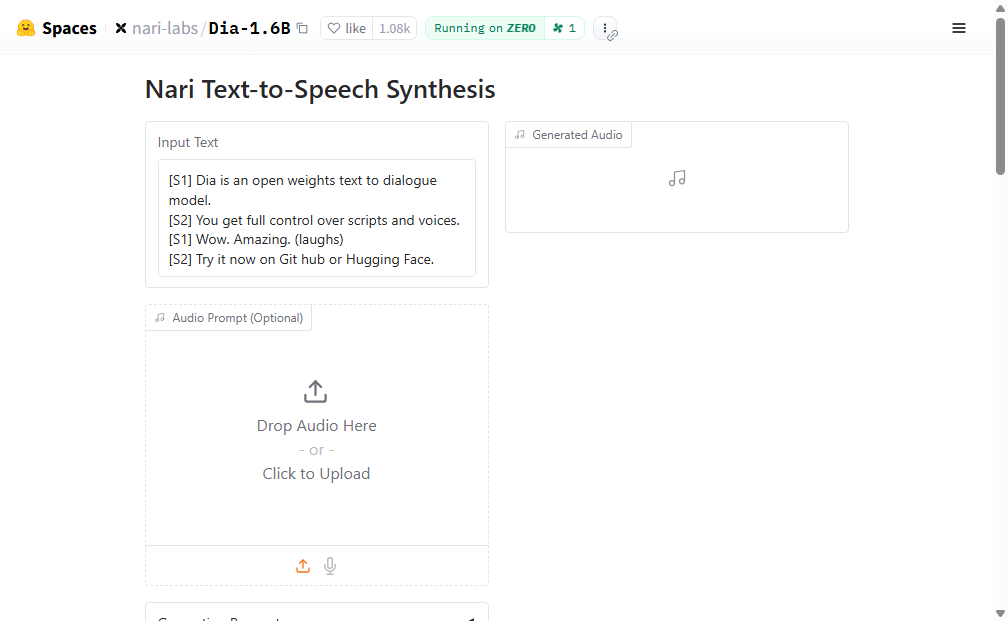 Spaces
nari-labs/Dia-1.6B
like 1.08k
Running on ZERO
1
Nari Text-to-Speech Synthesis
Input Text
[S1] Dia is an open weights text to dialogue
model.
[S2] You get full control over scripts and voices.
[S1] Wow. Amazing. (laughs)
[S2] Try it now on Git hub or Hugging Face.
Generated Audio
Audio Prompt (Optional)
Drop Audio Here
- or -
Click to Upload